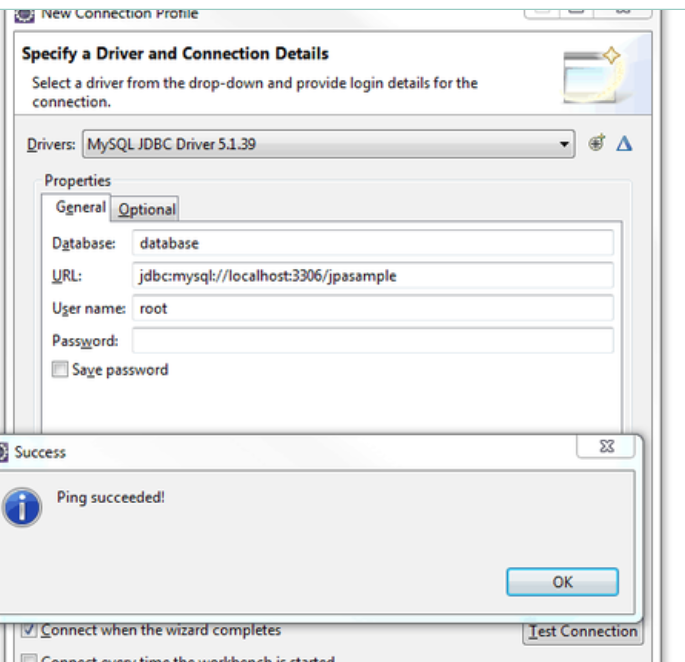 New Connection Profile
Specify a Driver and Connection Details
Select a driver from the drop-down and provide login details for the
connection.
Drivers: MySQL JDBC Driver 5.1.39
Properties
General Optional
Database: database
URL: jdbc:mysql://localhost:3306/jpasample
User name: root
Password:
Save password
Success
Ping succeeded!
OK
Connect when the wizard completes
Test Connection
Connect every time the workbench is started